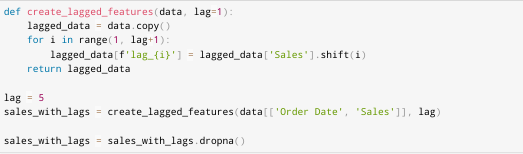 def create_lagged_features(data, lag=1):
    lagged_data = data.copy()
    for i in range(1, lag+1):
        lagged_data[f'lag_{i}'] = lagged_data['Sales'].shift(i)
    return lagged_data

lag = 5
sales_with_lags = create_lagged_features(data[['Order Date', 'Sales']], lag)

sales_with_lags = sales_with_lags.dropna()